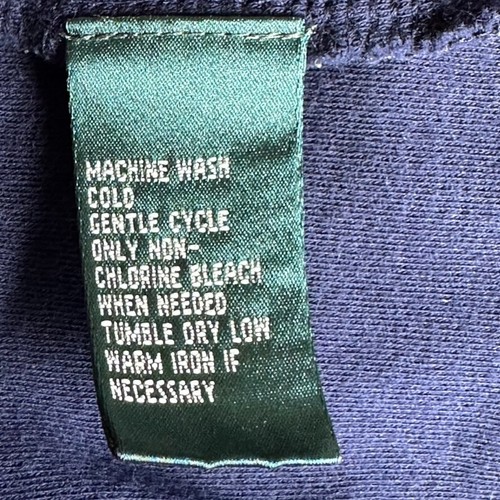 MACHINE WASH
COLD
GENTLE CYCLE
ONLY NON-
CHLORINE BLEACH
WHEN NEEDED
TUMBLE DRY LOW
WARM IRON IF
NECESSARY